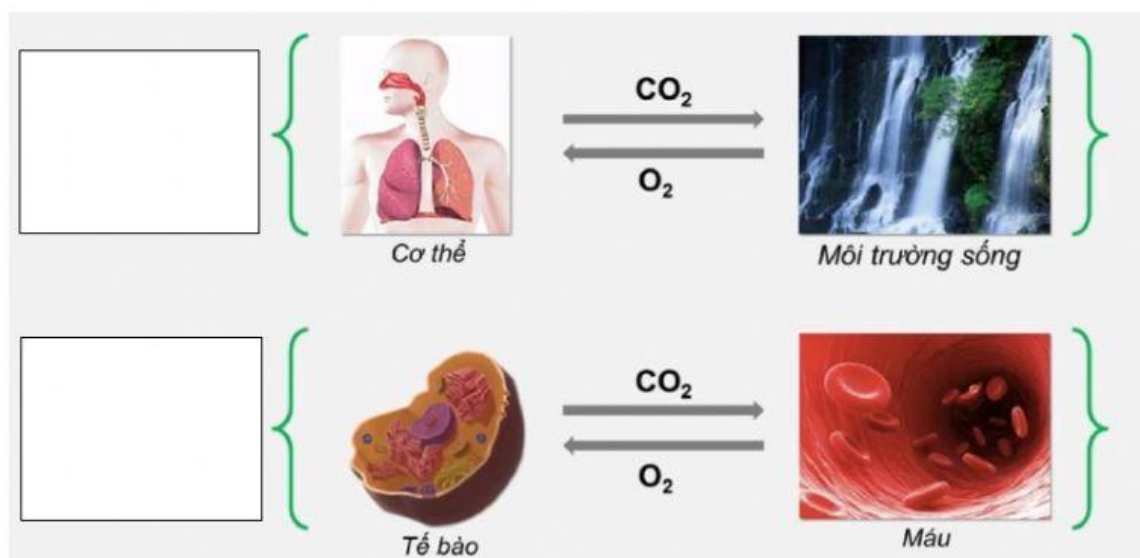 CO₂
O₂
Cơ thể
Môi trường sống
CO₂
O₂
Tế bào
Máu